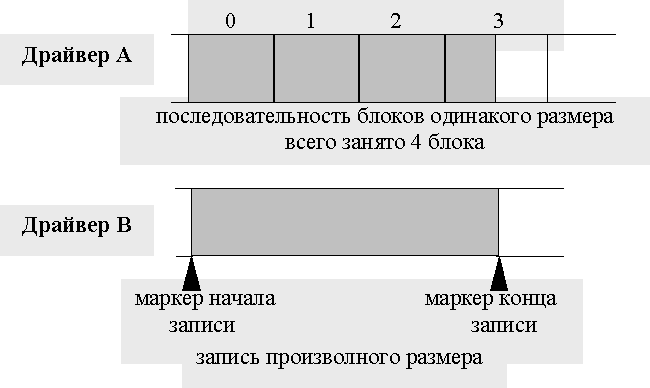 0 1 2 3
Драйвер А
последовательность блоков одинакого размера
всего занято 4 блока
Драйвер В
маркер начала записи
маркер конца записи
запись произволного размера